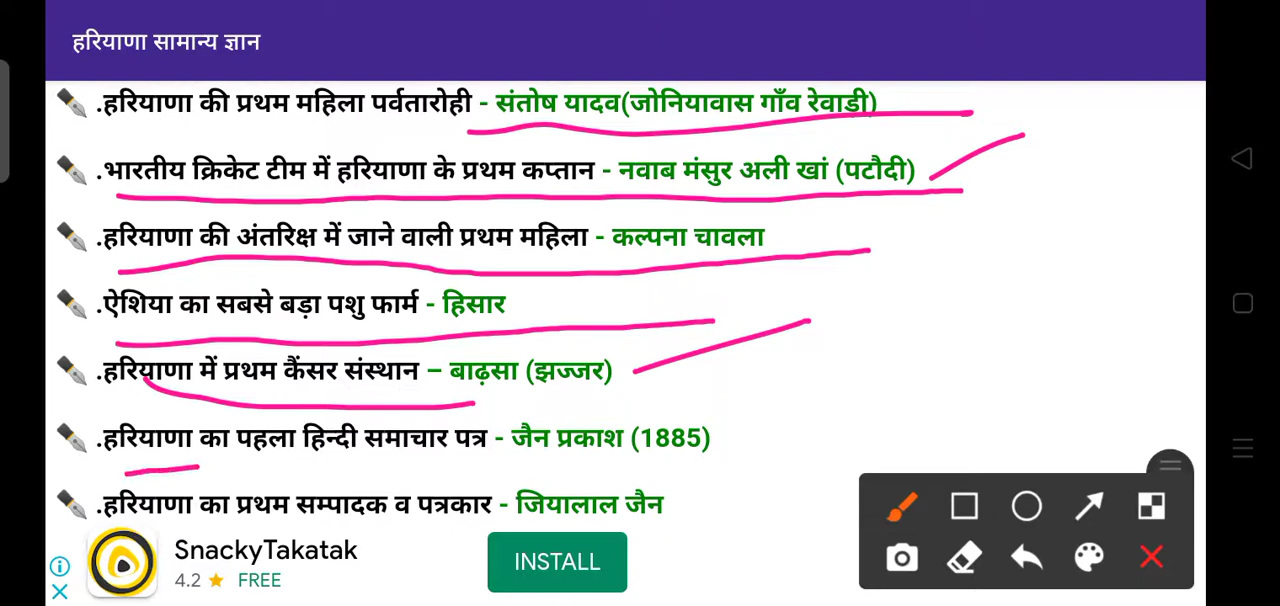 हरियाणा सामान्य ज्ञान
.हरियाणा की प्रथम महिला पर्वतारोही - संतोष यादव(जोनियावास गाँव रेवाडी)
.भारतीय क्रिकेट टीम में हरियाणा के प्रथम कप्तान - नवाब मंसुर अली खां (पटौदी)
.हरियाणा की अंतरिक्ष में जाने वाली प्रथम महिला - कल्पना चावला
.ऐशिया का सबसे बड़ा पशु फार्म - हिसार
.हरियाणा में प्रथम कैंसर संस्थान – बाढ़सा (झज्जर)
.हरियाणा का पहला हिन्दी समाचार पत्र - जैन प्रकाश (1885)
.हरियाणा का प्रथम सम्पादक व पत्रकार - जियालाल जैन
SnackyTakatak
4.2 ★ FREE
INSTALL